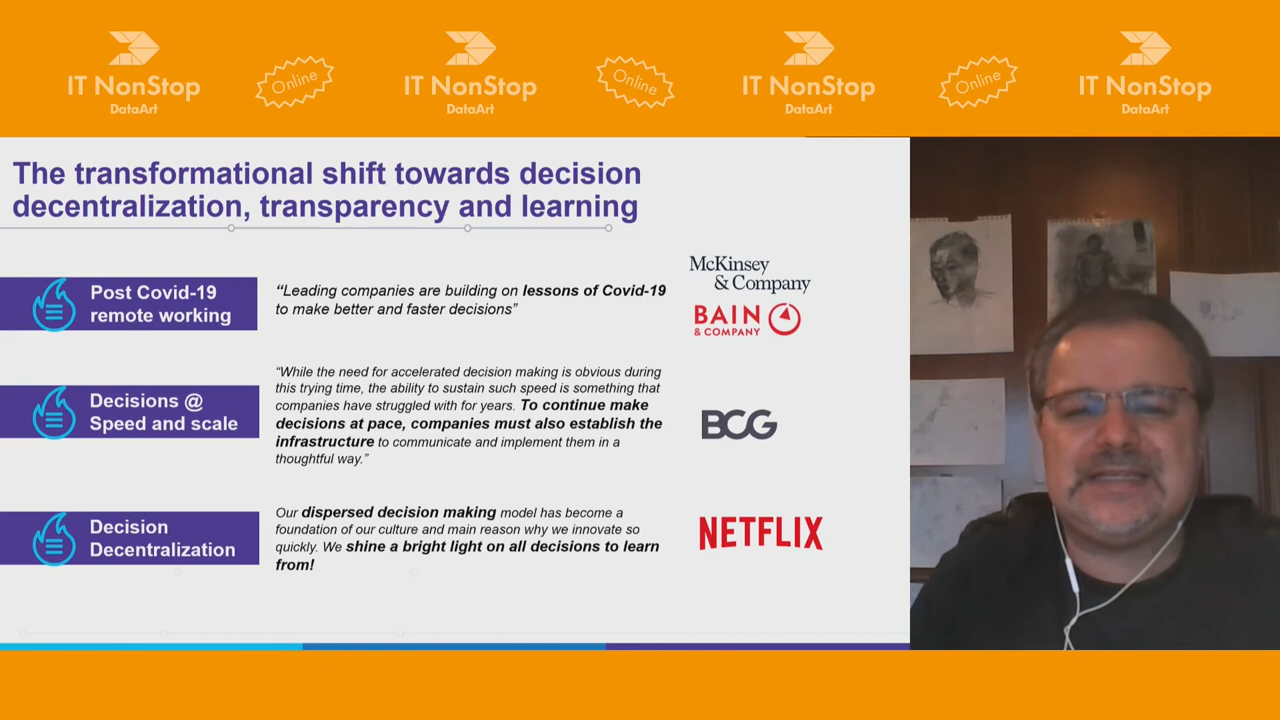 IT NonStop
DataArt
Online
IT NonStop
DataArt
Online
IT NonStop
DataArt
Online
IT NonStop
DataArt
The transformational shift towards decision
decentralization, transparency and learning
Post Covid-19
remote working
“Leading companies are building on lessons of Covid-19
to make better and faster decisions”
McKinsey
& Company
BAIN
& COMPANY
Decisions @
Speed and scale
“While the need for accelerated decision making is obvious during
this trying time, the ability to sustain such speed is something that
companies have struggled with for years. To continue make
decisions at pace, companies must also establish the
infrastructure to communicate and implement them in a
thoughtful way.”
BCG
Decision
Decentralization
Our dispersed decision making model has become a
foundation of our culture and main reason why we innovate so
quickly. We shine a bright light on all decisions to learn
from!
NETFLIX